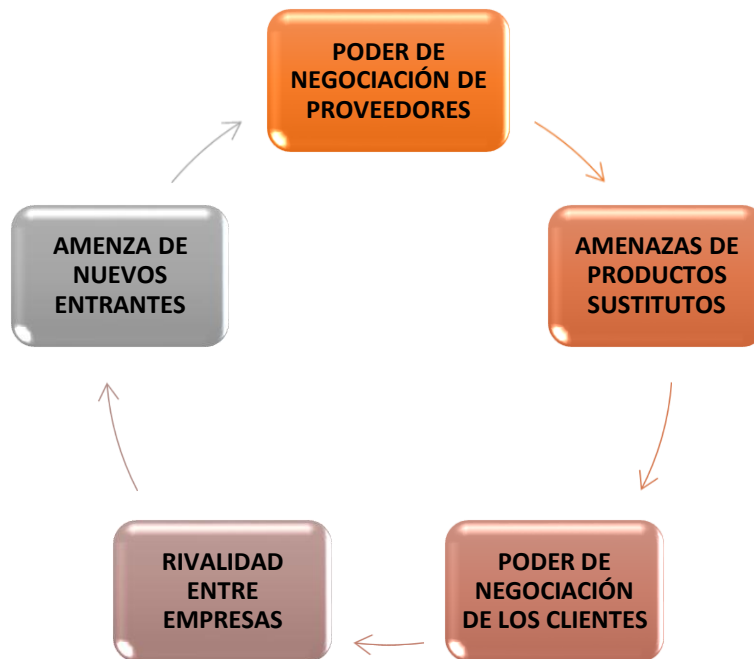 PODER DE
NEGOCIACIÓN DE
PROVEEDORES
AMENAZAS DE
PRODUCTOS
SUSTITUTOS
PODER DE
NEGOCIACIÓN
DE LOS CLIENTES
RIVALIDAD
ENTRE
EMPRESAS
AMENZA DE
NUEVOS
ENTRANTES